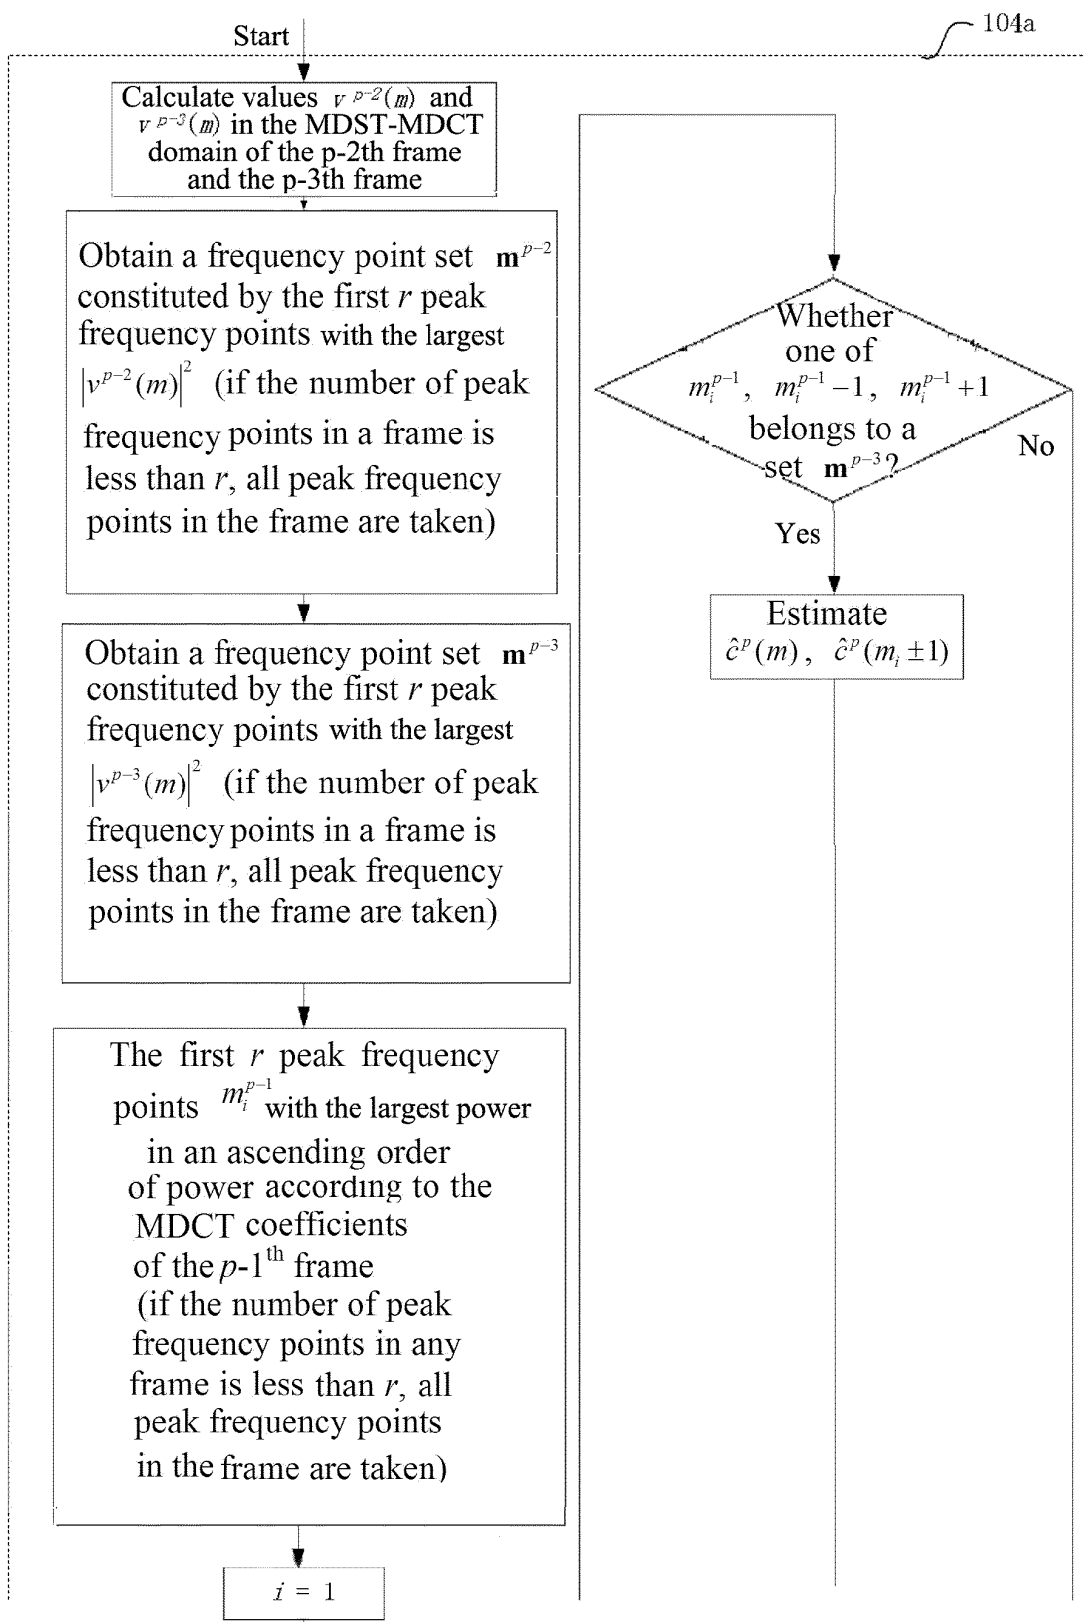 104a
Start
Calculate values v^{p-2}(m) and
v^{p-3}(m) in the MDST-MDCT
domain of the p-2th frame
and the p-3th frame
Obtain a frequency point set m^{p-2}
constituted by the first r peak
frequency points with the largest
|v^{p-2}(m)|^2 (if the number of peak
frequency points in a frame is
less than r, all peak frequency
points in the frame are taken)
Obtain a frequency point set m^{p-3}
constituted by the first r peak
frequency points with the largest
|v^{p-3}(m)|^2 (if the number of peak
frequency points in a frame is
less than r, all peak frequency
points in the frame are taken)
The first r peak frequency
points m_i^{p-1} with the largest power
in an ascending order
of power according to the
MDCT coefficients
of the p-1^{th} frame
(if the number of peak
frequency points in any
frame is less than r, all
peak frequency points
in the frame are taken)
i = 1
Whether
one of
m_i^{p-1}, m_i^{p-1}-1, m_i^{p-1}+1
belongs to a
set m^{p-3}?
No
Yes
Estimate
ĉ^p(m), ĉ^p(m_i±1)